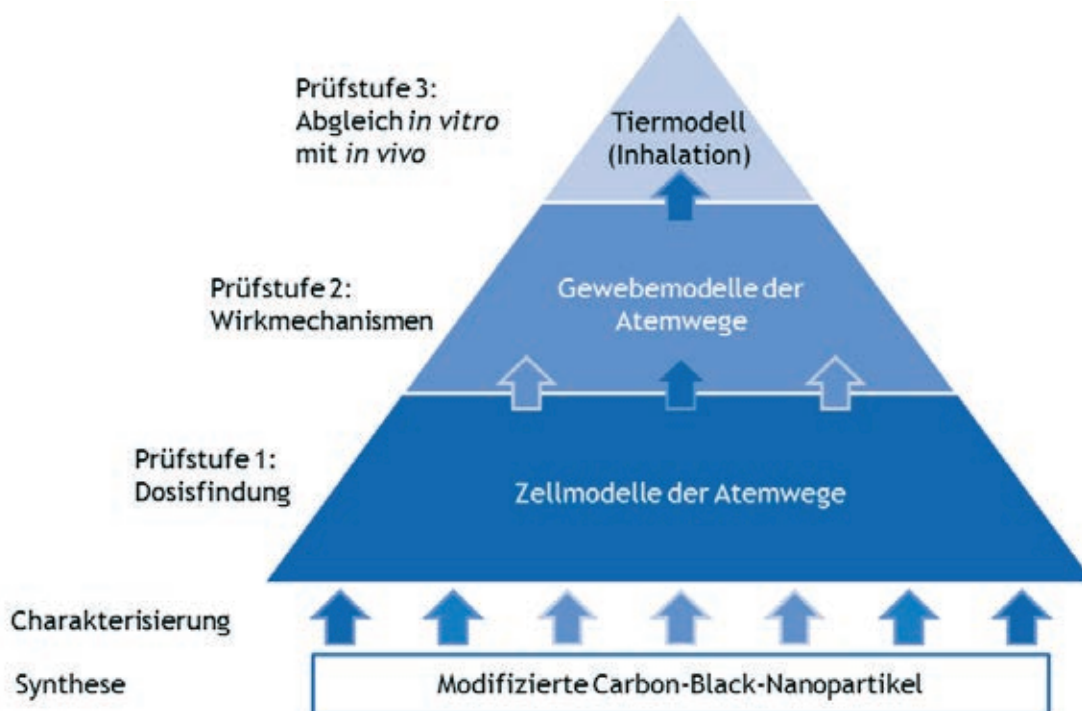 Prüfstufe 3:
Abgleich in vitro
mit in vivo
Tiermodell
(Inhalation)
Prüfstufe 2:
Wirkmechanismen
Gewebemodelle der
Atemwege
Prüfstufe 1:
Dosisfindung
Zellmodelle der Atemwege
Charakterisierung
Synthese
Modifizierte Carbon-Black-Nanopartikel